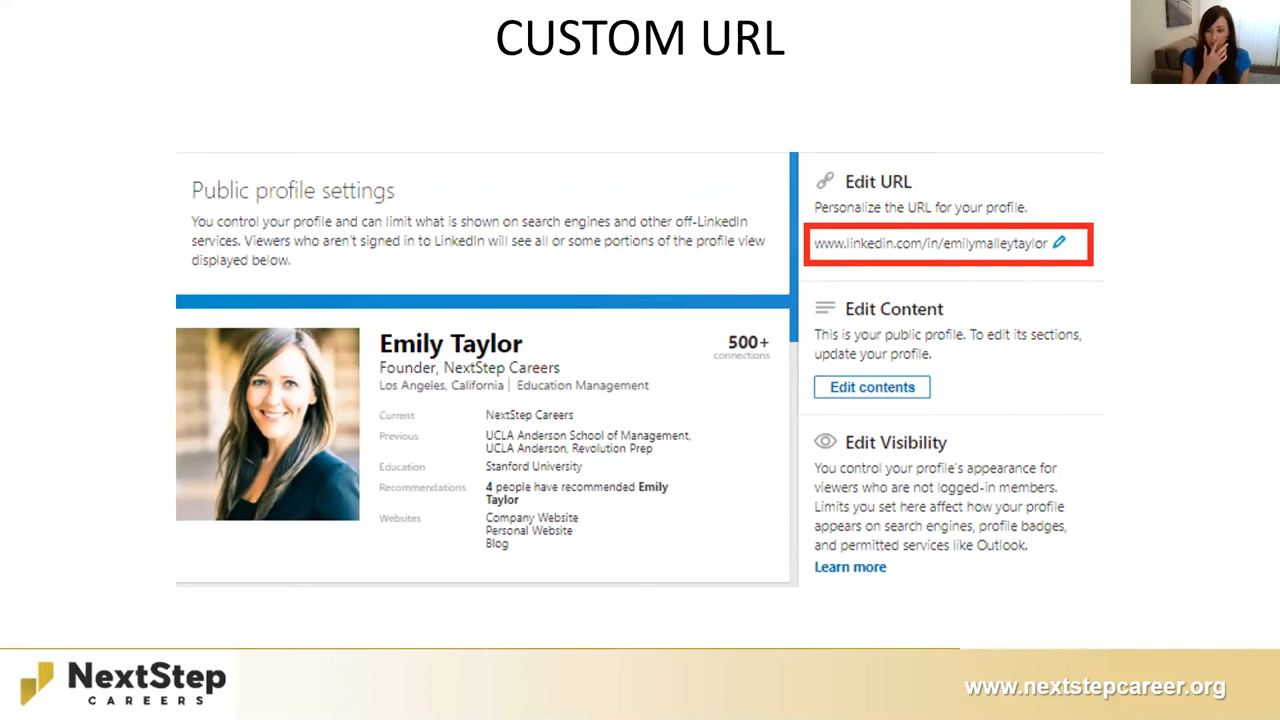 CUSTOM URL
Public profile settings
You control your profile and can limit what is shown on search engines and other off-LinkedIn
services. Viewers who aren't signed in to LinkedIn will see all or some portions of the profile view
displayed below.
Emily Taylor
500+
connections
Founder, NextStep Careers
Los Angeles, California | Education Management
Current NextStep Careers
Previous UCLA Anderson School of Management,
UCLA Anderson, Revolution Prep
Education Stanford University
Recommendations 4 people have recommended Emily
Taylor
Websites Company Website
Personal Website
Blog
Edit URL
Personalize the URL for your profile.
www.linkedin.com/in/emilymalleytaylor
Edit Content
This is your public profile. To edit its sections,
update your profile.
Edit contents
Edit Visibility
You control your profile's appearance for
viewers who are not logged-in members.
Limits you set here affect how your profile
appears on search engines, profile badges,
and permitted services like Outlook.
Learn more
NextStep
CAREERS
www.nextstepcareer.org